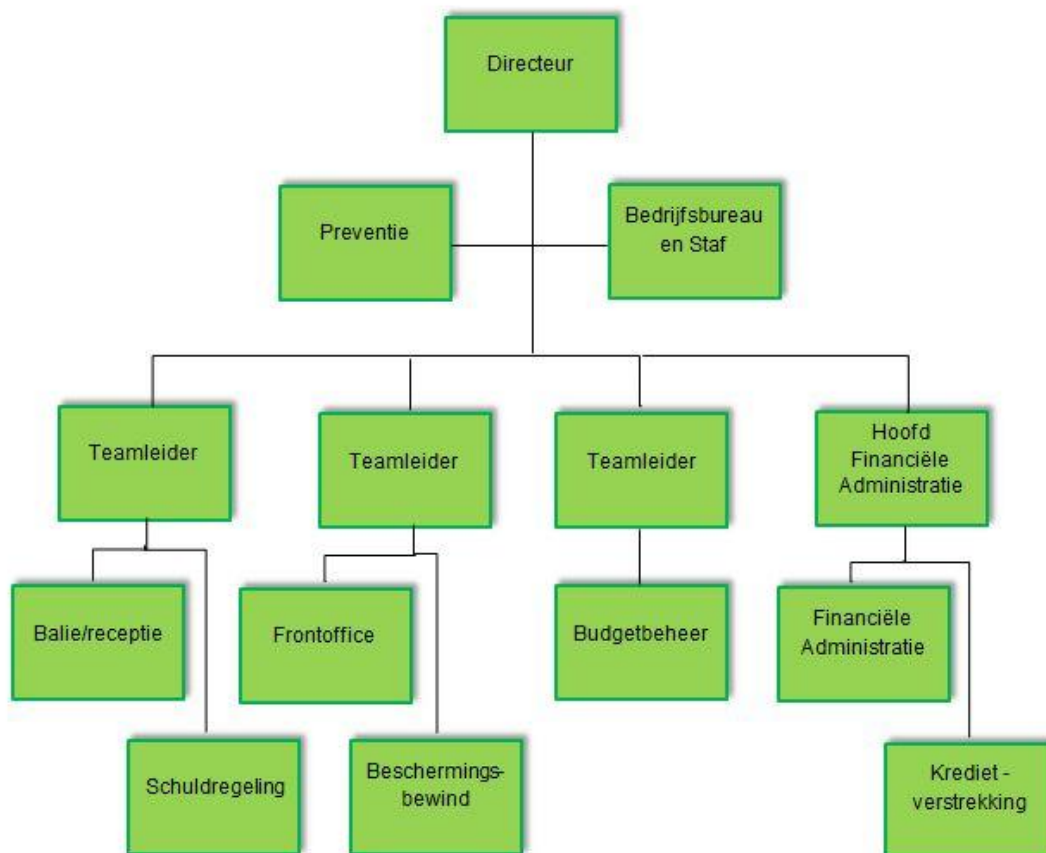 Directeur
Preventie
Bedrijfsbureau
en Staf
Teamleider
Teamleider
Teamleider
Hoofd
Financiële
Administratie
Balie/receptie
Frontoffice
Budgetbeheer
Financiële
Administratie
Schuldregeling
Beschermings-
bewind
Krediet -
verstrekking